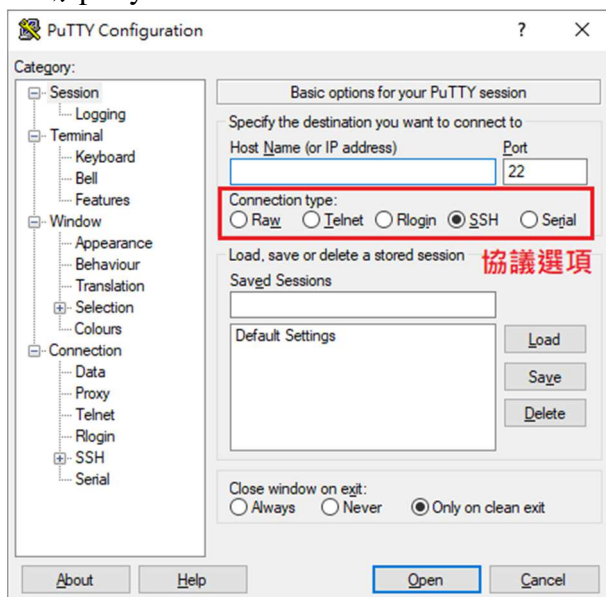 PuTTY Configuration ? ×
Category:
Session
Logging
Terminal
Keyboard
Bell
Features
Window
Appearance
Behaviour
Translation
Selection
Colours
Connection
Data
Proxy
Telnet
Rlogin
SSH
Serial
Basic options for your PuTTY session
Specify the destination you want to connect to
Host Name (or IP address) Port
22
Connection type:
Raw Telnet Rlogin SSH Serial
協議選項
Load, save or delete a stored session
Saved Sessions
Default Settings
Load
Save
Delete
Close window on exit:
Always Never Only on clean exit
About Help Open Cancel